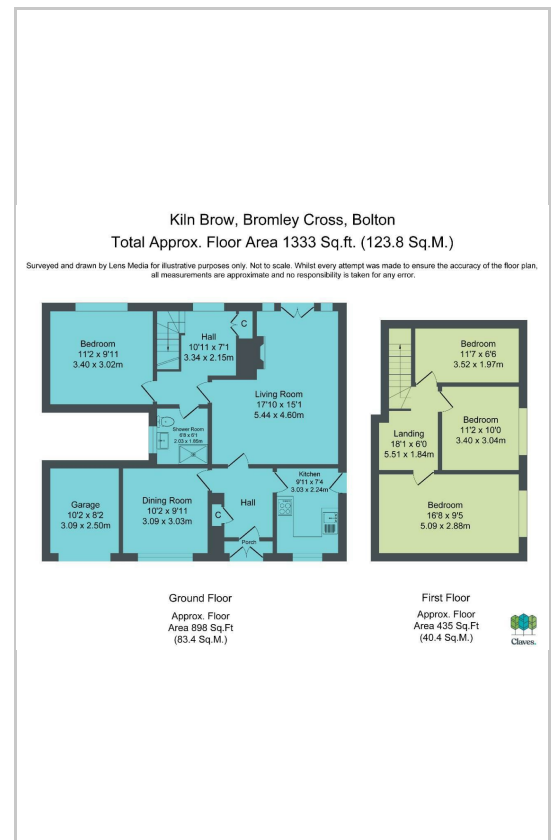 Kiln Brow, Bromley Cross, Bolton
Total Approx. Floor Area 1333 Sq.ft. (123.8 Sq.M.)
Surveyed and drawn by Lens Media for illustrative purposes only. Not to scale. Whilst every attempt was made to ensure the accuracy of the floor plan,
all measurements are approximate and no responsibility is taken for any error.
Bedroom
11'2 x 9'11
3.40 x 3.02m
Hall
10'11 x 7'1
3.34 x 2.15m
C
Living Room
17'10 x 15'1
5.44 x 4.60m
Shower Room
6'8 x 6'1
2.03 x 1.86m
Garage
10'2 x 8'2
3.09 x 2.50m
Dining Room
10'2 x 9'11
3.09 x 3.03m
C
Hall
Porch
Kitchen
9'11 x 7'4
3.03 x 2.24m
Bedroom
11'7 x 6'6
3.52 x 1.97m
Bedroom
11'2 x 10'0
3.40 x 3.04m
Landing
18'1 x 6'0
5.51 x 1.84m
Bedroom
16'8 x 9'5
5.09 x 2.88m
Ground Floor
Approx. Floor
Area 898 Sq.Ft
(83.4 Sq.M.)
First Floor
Approx. Floor
Area 435 Sq.Ft
(40.4 Sq.M.)
Claves.